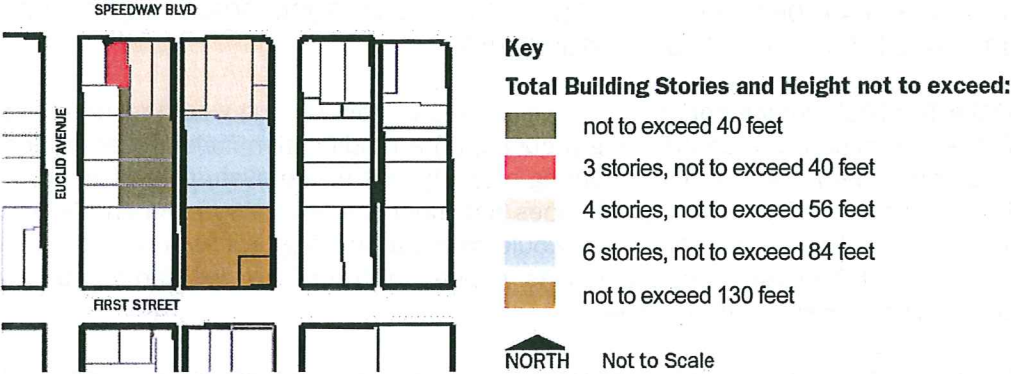 SPEEDWAY BLVD
EUCLID AVENUE
FIRST STREET
Key
Total Building Stories and Height not to exceed:
not to exceed 40 feet
3 stories, not to exceed 40 feet
4 stories, not to exceed 56 feet
6 stories, not to exceed 84 feet
not to exceed 130 feet
NORTH Not to Scale